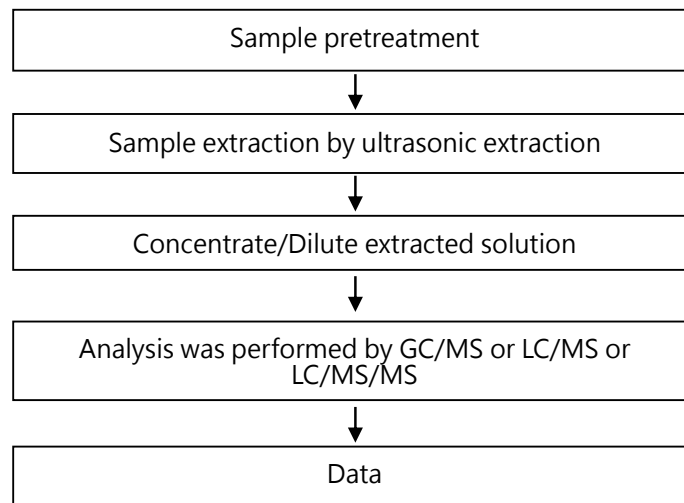 Sample pretreatment
Sample extraction by ultrasonic extraction
Concentrate/Dilute extracted solution
Analysis was performed by GC/MS or LC/MS or
LC/MS/MS
Data